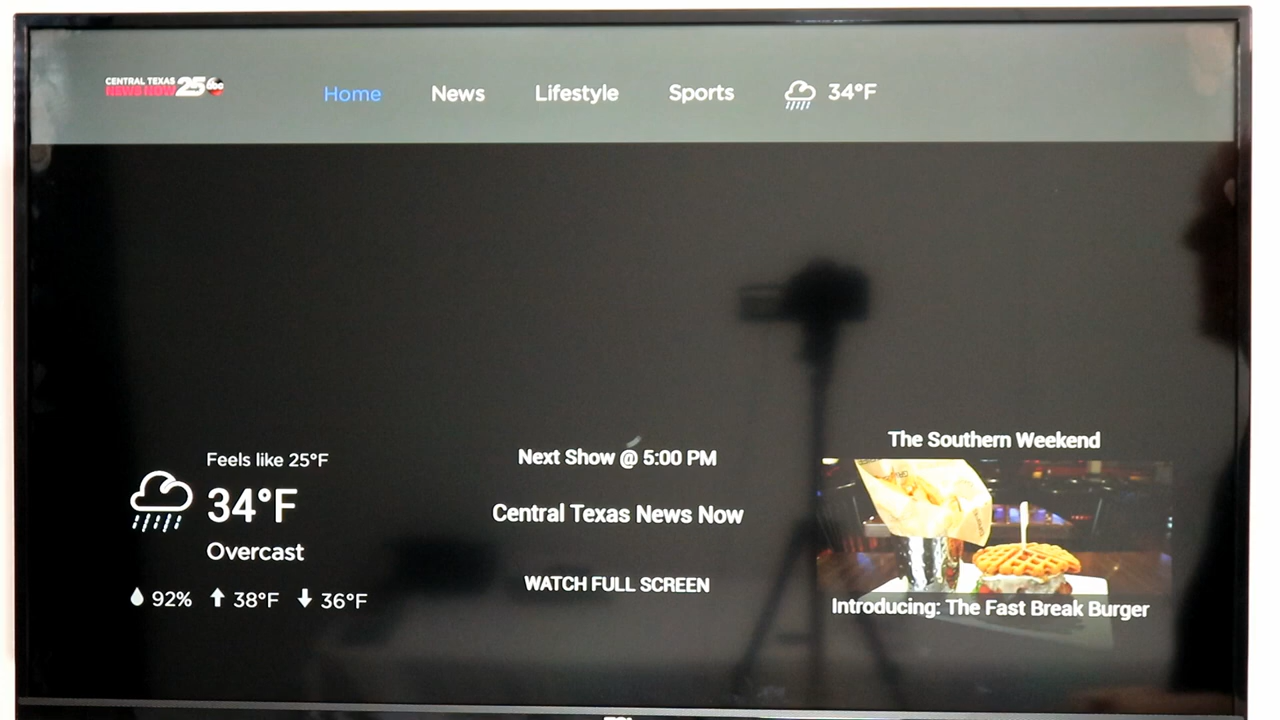 CENTRAL TEXAS
NEWS NOW 25 abc
Home
News
Lifestyle
Sports
34°F
Feels like 25°F
34°F
Overcast
92% 38°F 36°F
Next Show @ 5:00 PM
Central Texas News Now
WATCH FULL SCREEN
The Southern Weekend
Introducing: The Fast Break Burger